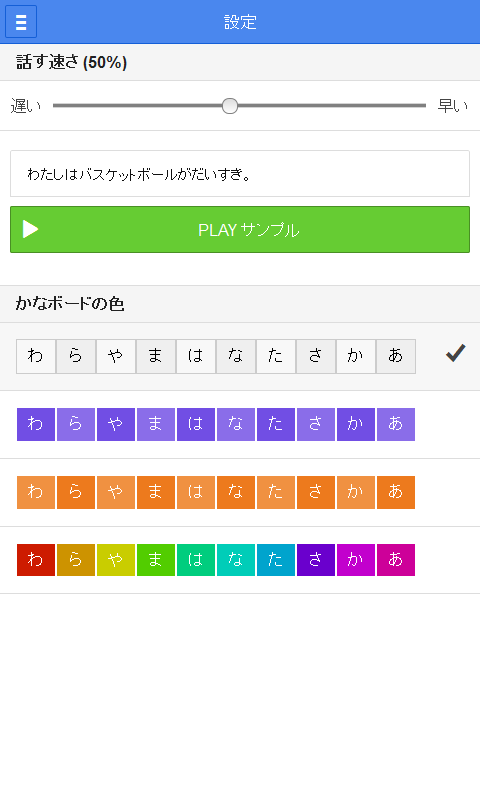 設定
話す速さ (50%)
遅い 早い
わたしはバスケットボールがだいすき。
PLAY サンプル
かなボードの色
わ ら や ま は な た さ か あ
わ ら や ま は な た さ か あ
わ ら や ま は な た さ か あ
わ ら や ま は な た さ か あ